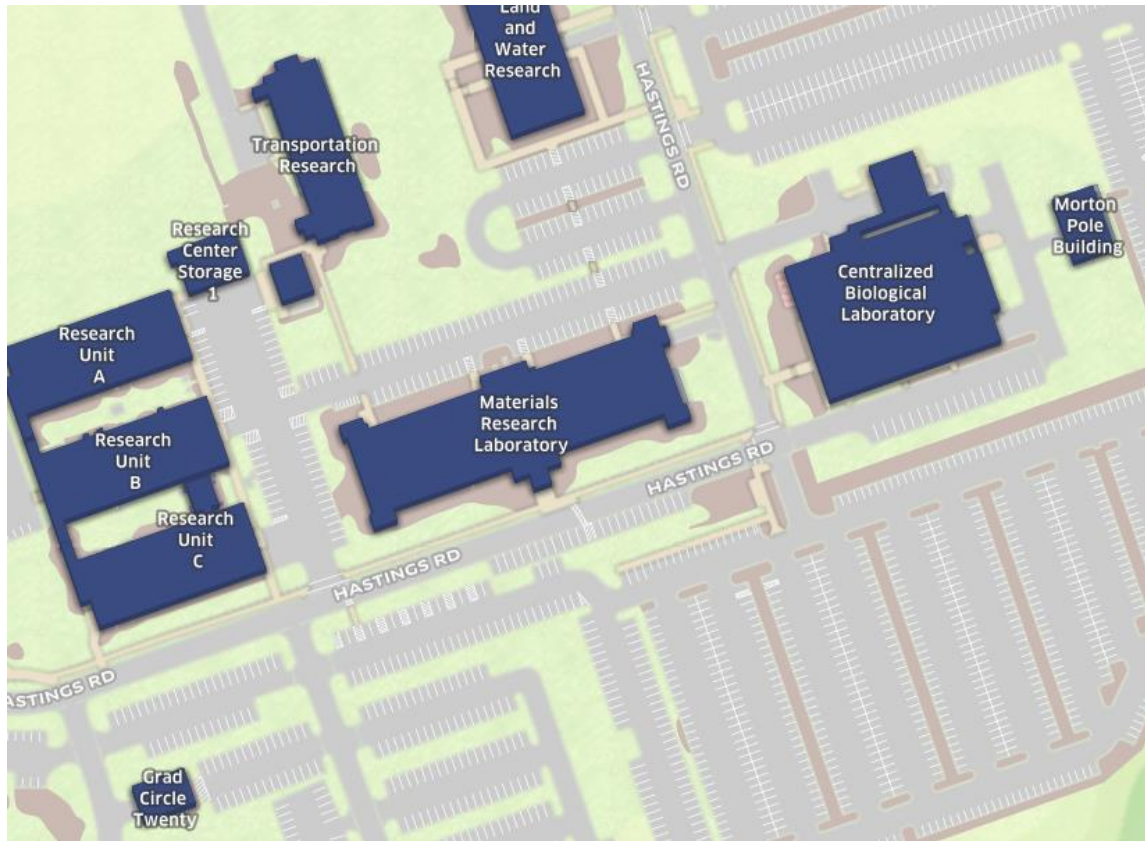 Land
and
Water
Research
HASTINGS RD
Transportation
Research
Morton
Pole
Building
Research
Center
Storage
1
Centralized
Biological
Laboratory
Research
Unit
A
Materials
Research
Laboratory
Research
Unit
B
HASTINGS RD
Research
Unit
C
HASTINGS RD
HASTINGS RD
Grad
Circle
Twenty